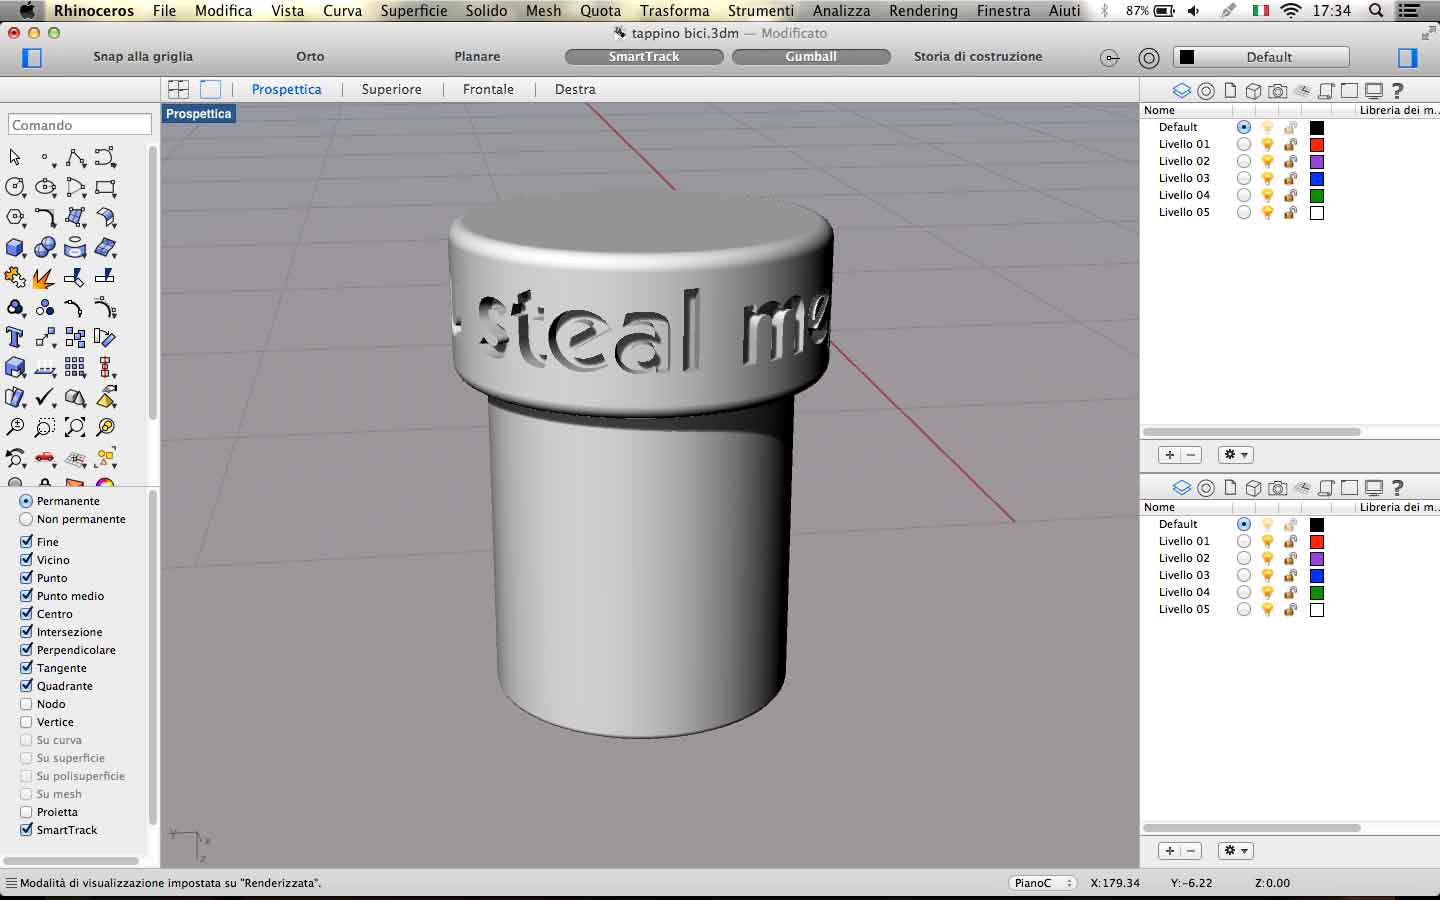 Rhinoceros File Modifica Vista Curva Superficie Solido Mesh Quota Trasforma Strumenti Analizza Rendering Finestra Aiuti 87% 17:34
tappino bici.3dm — Modificato
Snap alla griglia Orto Planare SmartTrack Gumball Storia di costruzione Default
Prospettica Superiore Frontale Destra
Prospettica
Comando
steal me
Permanente
Non permanente
Fine
Vicino
Punto
Punto medio
Centro
Intersezione
Perpendicolare
Tangente
Quadrante
Nodo
Vertice
Su curva
Su superficie
Su polisuperficie
Su mesh
Proietta
SmartTrack
y x
z
Nome Libreria dei m...
Default
Livello 01
Livello 02
Livello 03
Livello 04
Livello 05
Nome Libreria dei m...
Default
Livello 01
Livello 02
Livello 03
Livello 04
Livello 05
Modalità di visualizzazione impostata su "Renderizzata". PianoC X:179.34 Y:-6.22 Z:0.00